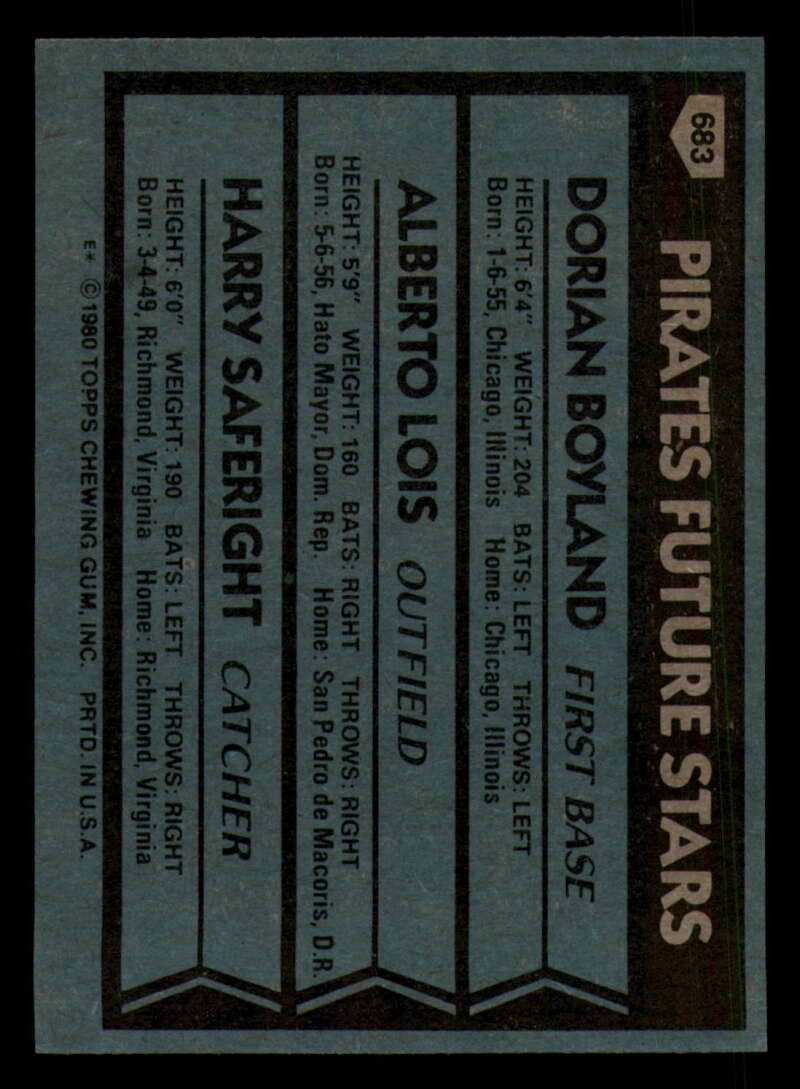 683
PIRATES FUTURE STARS
DORIAN BOYLAND FIRST BASE
HEIGHT: 6'4" WEIGHT: 204 BATS: LEFT THROWS: LEFT
Born: 1-6-55, Chicago, Illinois Home: Chicago, Illinois
ALBERTO LOIS OUTFIELD
HEIGHT: 5'9" WEIGHT: 160 BATS: RIGHT THROWS: RIGHT
Born: 5-6-56, Hato Mayor, Dom. Rep. Home: San Pedro de Macoris, D.R.
HARRY SAFERIGHT CATCHER
HEIGHT: 6'0" WEIGHT: 190 BATS: LEFT THROWS: RIGHT
Born: 3-4-49, Richmond, Virginia Home: Richmond, Virginia
E* ©1980 TOPPS CHEWING GUM, INC. PRTD. IN U.S.A.